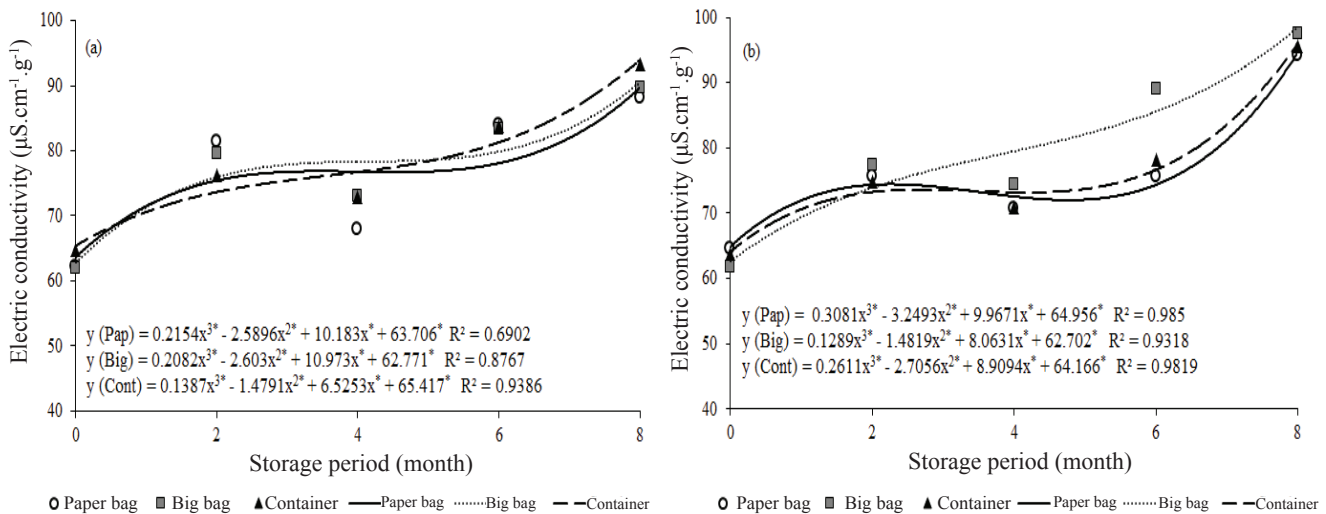 Electric conductivity (µS.cm⁻¹.g⁻¹)
100
90
80
70
60
50
40
(a)
y (Pap) = 0.2154x³* - 2.5896x²* + 10.183x* + 63.706* R² = 0.6902
y (Big) = 0.2082x³* - 2.603x²* + 10.973x* + 62.771* R² = 0.8767
y (Cont) = 0.1387x³* - 1.4791x²* + 6.5253x* + 65.417* R² = 0.9386
0 2 4 6 8
Storage period (month)
Paper bag Big bag Container Paper bag Big bag Container
Electric conductivity (µS.cm⁻¹.g⁻¹)
100
90
80
70
60
50
40
(b)
y (Pap) = 0.3081x³* - 3.2493x²* + 9.9671x* + 64.956* R² = 0.985
y (Big) = 0.1289x³* - 1.4819x²* + 8.0631x* + 62.702* R² = 0.9318
y (Cont) = 0.2611x³* - 2.7056x²* + 8.9094x* + 64.166* R² = 0.9819
0 2 4 6 8
Storage period (month)
Paper bag Big bag Container Paper bag Big bag Container